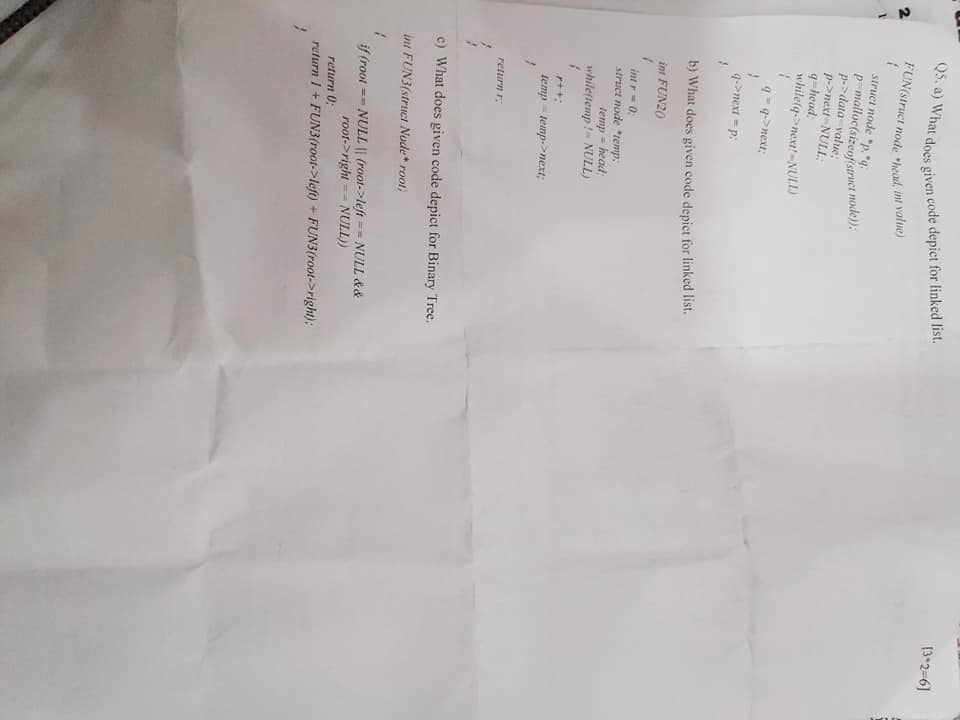 Q5. a) What does given code depict for linked list. [3*2=6]
FUN(struct node *head, int value)
{
struct node *p,*q;
p=malloc(sizeof(struct node));
p->data=value;
p->next=NULL;
q=head;
while(q->next!=NULL)
{
q = q->next;
}
q->next = p;
}
b) What does given code depict for linked list.
int FUN2()
{
int r = 0;
struct node *temp;
temp = head;
while(temp != NULL)
{
r++;
temp = temp->next;
}
return r;
}
c) What does given code depict for Binary Tree.
int FUN3(struct Node* root)
{
if (root == NULL || (root->left == NULL &&
root->right == NULL))
return 0;
return 1 + FUN3(root->left) + FUN3(root->right);
}
2.